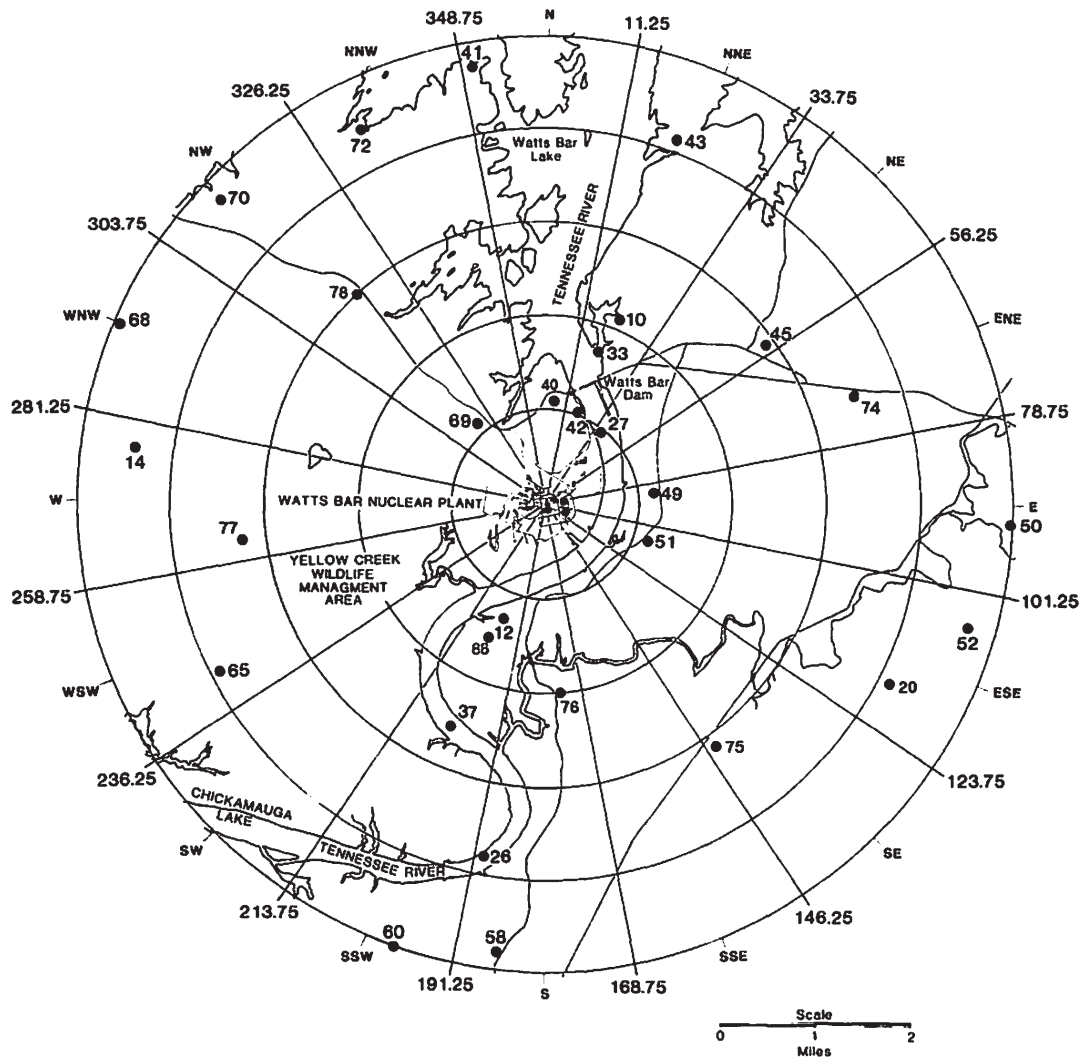 348.75
N
11.25
NNW
41
NNE
326.25
33.75
72
Watts Bar
Lake
43
NW
NE
70
303.75
TENNESSEE RIVER
56.25
78
WNW
68
10
ENE
45
33
40
Watts Bar
Dam
74
281.25
78.75
69
42
27
14
W
WATTS BAR NUCLEAR PLANT
49
E
50
77
51
YELLOW CREEK
WILDLIFE
MANAGMENT
AREA
258.75
101.25
12
52
88
65
20
WSW
ESE
76
37
75
236.25
123.75
CHICKAMAUGA
LAKE
SW
TENNESSEE RIVER
26
SE
213.75
146.25
60
58
SSW
SSE
191.25
S
168.75
Scale
0 1 2
Miles